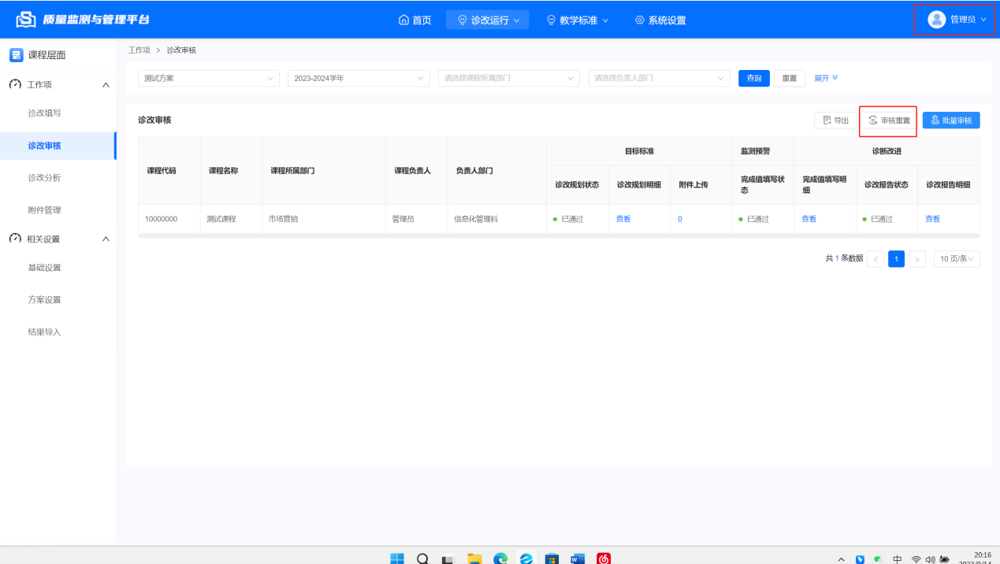 质量监测与管理平台
首页
诊改运行
教学标准
系统设置
管理员
课程层面
工作项 > 诊改审核
工作项
诊改填写
诊改审核
诊改分析
附件管理
相关设置
基础设置
方案设置
结果导入
测试方案
2023-2024学年
请选择课程所属部门
请选择负责人部门
查询
重置
展开
诊改审核
导出
审核重置
批量审核
课程代码
课程名称
课程所属部门
课程负责人
负责人部门
目标标准
监测预警
诊断改进
诊改规划状态
诊改规划明细
附件上传
完成值填写状
态
完成值填写明
细
诊改报告状态
诊改报告明细
10000000
测试课程
市场营销
管理员
信息化管理科
已通过
查看
0
已通过
查看
已通过
查看
共 1 条数据
<
1
>
10 页/条
中
20:16
2023/9/14